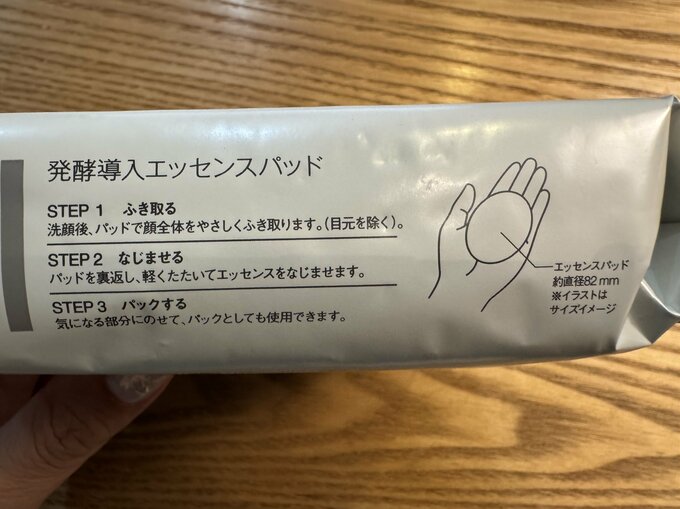 発酵導入エッセンスパッド
STEP 1 ふき取る
洗顔後、パッドで顔全体をやさしくふき取ります。(目元を除く)。
STEP 2 なじませる
パッドを裏返し、軽くたたいてエッセンスをなじませます。
STEP 3 パックする
気になる部分にのせて、パックとしても使用できます。
エッセンスパッド
約直径82mm
※イラストは
サイズイメージ